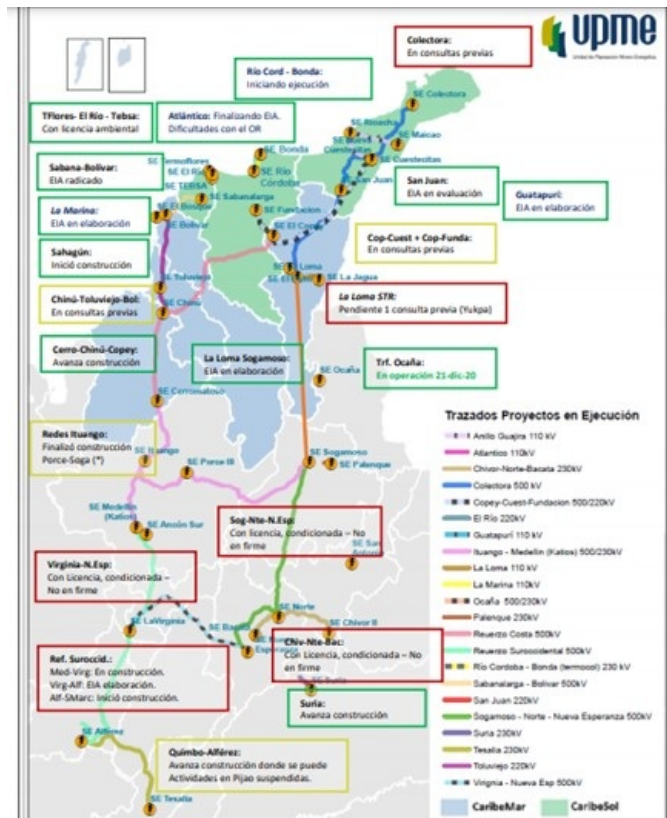 upme
Unidad de Planeación Minero Energética
Colectora:
En consultas previas
Río Cord - Bonda:
Iniciando ejecución
TFlores- El Río - Tebsa:
Con licencia ambiental
Atlántico: Finalizando EIA.
Dificultades con el OR
SE Colectora
SE Riohacha
SE Maicao
SE Cuestecitas
SE Bonda
SE Termoflores
SE El Río
SE Río
Córdoba
SE TEBSA
SE Sabanalarga
San Juan
Sabana-Bolívar:
EIA radicado
San Juan:
EIA en evaluación
Guatapurí:
EIA en elaboración
La Marina:
EIA en elaboración
SE El Bosque
SE Bolívar
SE Fundación
SE El Copey
Cop-Cuest + Cop-Funda:
En consultas previas
Sahagún:
Inició construcción
SE Toluviejo
Loma
SE La Jagua
Chinú-Toluviejo-Bol:
En consultas previas
SE Chinú
La Loma STR:
Pendiente 1 consulta previa (Yukpa)
Cerro-Chinú-Copey:
Avanza construcción
La Loma Sogamoso:
EIA en elaboración
SE Ocaña
Trf. Ocaña:
En operación 21-dic-20
SE Cerromatoso
Redes Ituango:
Finalizó construcción
Porce-Soga (*)
SE Ituango
SE Porce III
SE Sogamoso
SE Palenque
SE Medellín
(Katios)
SE Ancón Sur
Sog-Nte-N.Esp:
Con licencia, condicionada – No
en firme
SE San
Antonio
Virginia-N.Esp:
Con Licencia, condicionada –
No en firme
SE LaVirginia
SE Norte
SE Bacatá
SE Chivor II
Esperanza
Chiv-Nte-Bac:
Con Licencia, condicionada – No
en firme
Ref. Suroccid.:
Med-Virg: En construcción.
Virg-Alf: EIA elaboración.
Alf-SMarc: Inició construcción.
Suria:
Avanza construcción
SE Alférez
Quimbo-Alférez:
Avanza construcción donde se puede
Actividades en Pijao suspendidas.
SE Tesalia
Trazados Proyectos en Ejecución
Anillo Guajira 110 kV
Atlantico 110kV
Chivor-Norte-Bacata 230kV
Colectora 500 kV
Copey-Cuest-Fundacion 500/220kV
El Río 220kV
Guatapurí 110 kV
Ituango - Medellin (Katios) 500/230kV
La Loma 110 kV
La Marina 110kV
Ocaña 500/230kV
Palenque 230kV
Reuerzo Costa 500kV
Reuerzo Suroccidental 500kV
Río Cordoba - Bonda (termocol) 230 kV
Sabanalarga - Bolivar 500kV
San Juan 220kV
Sogamoso - Norte - Nueva Esperanza 500kV
Suria 230kV
Tesalia 230kV
Toluviejo 220kV
Virginia - Nueva Esp 500kV
CaribeMar
CaribeSol